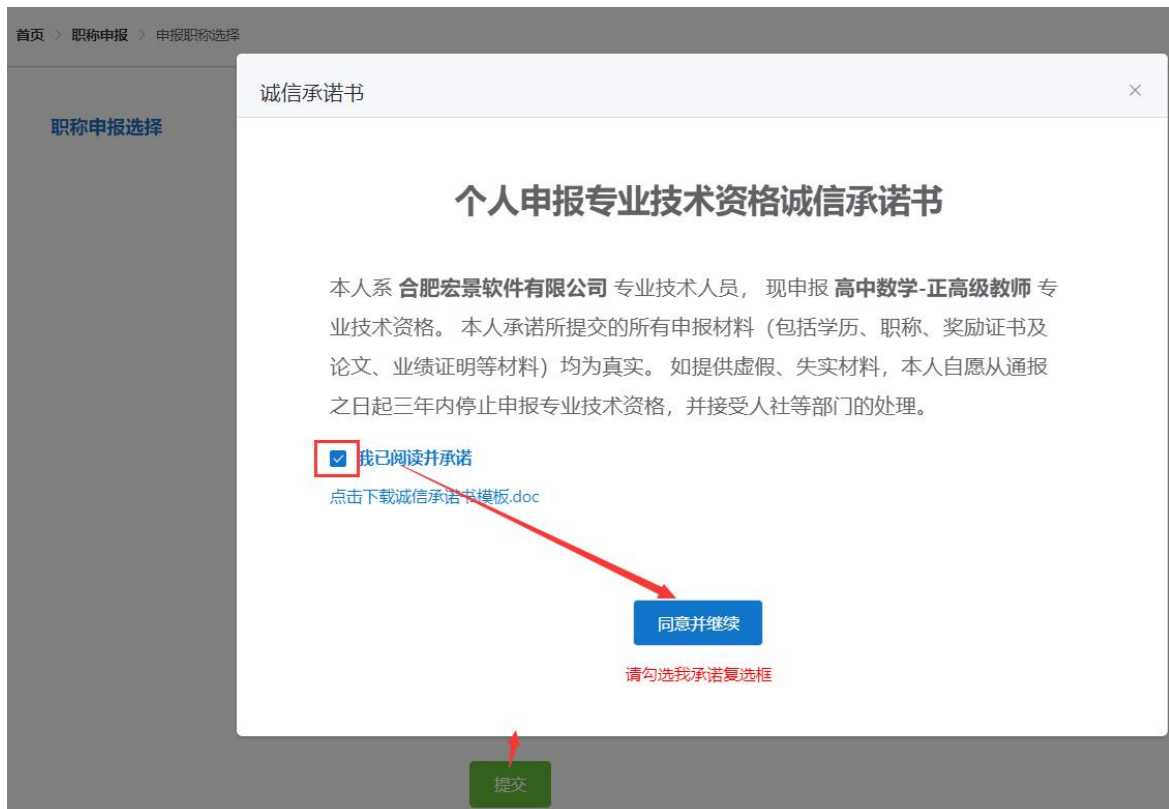 首页 > 职称申报 > 申报职称选择
诚信承诺书
职称申报选择
个人申报专业技术资格诚信承诺书
本人系 合肥宏景软件有限公司 专业技术人员， 现申报 高中数学-正高级教师 专
业技术资格。 本人承诺所提交的所有申报材料（包括学历、职称、奖励证书及
论文、业绩证明等材料）均为真实。 如提供虚假、失实材料，本人自愿从通报
之日起三年内停止申报专业技术资格，并接受人社等部门的处理。
我已阅读并承诺
点击下载诚信承诺书模板.doc
同意并继续
请勾选我承诺复选框
提交